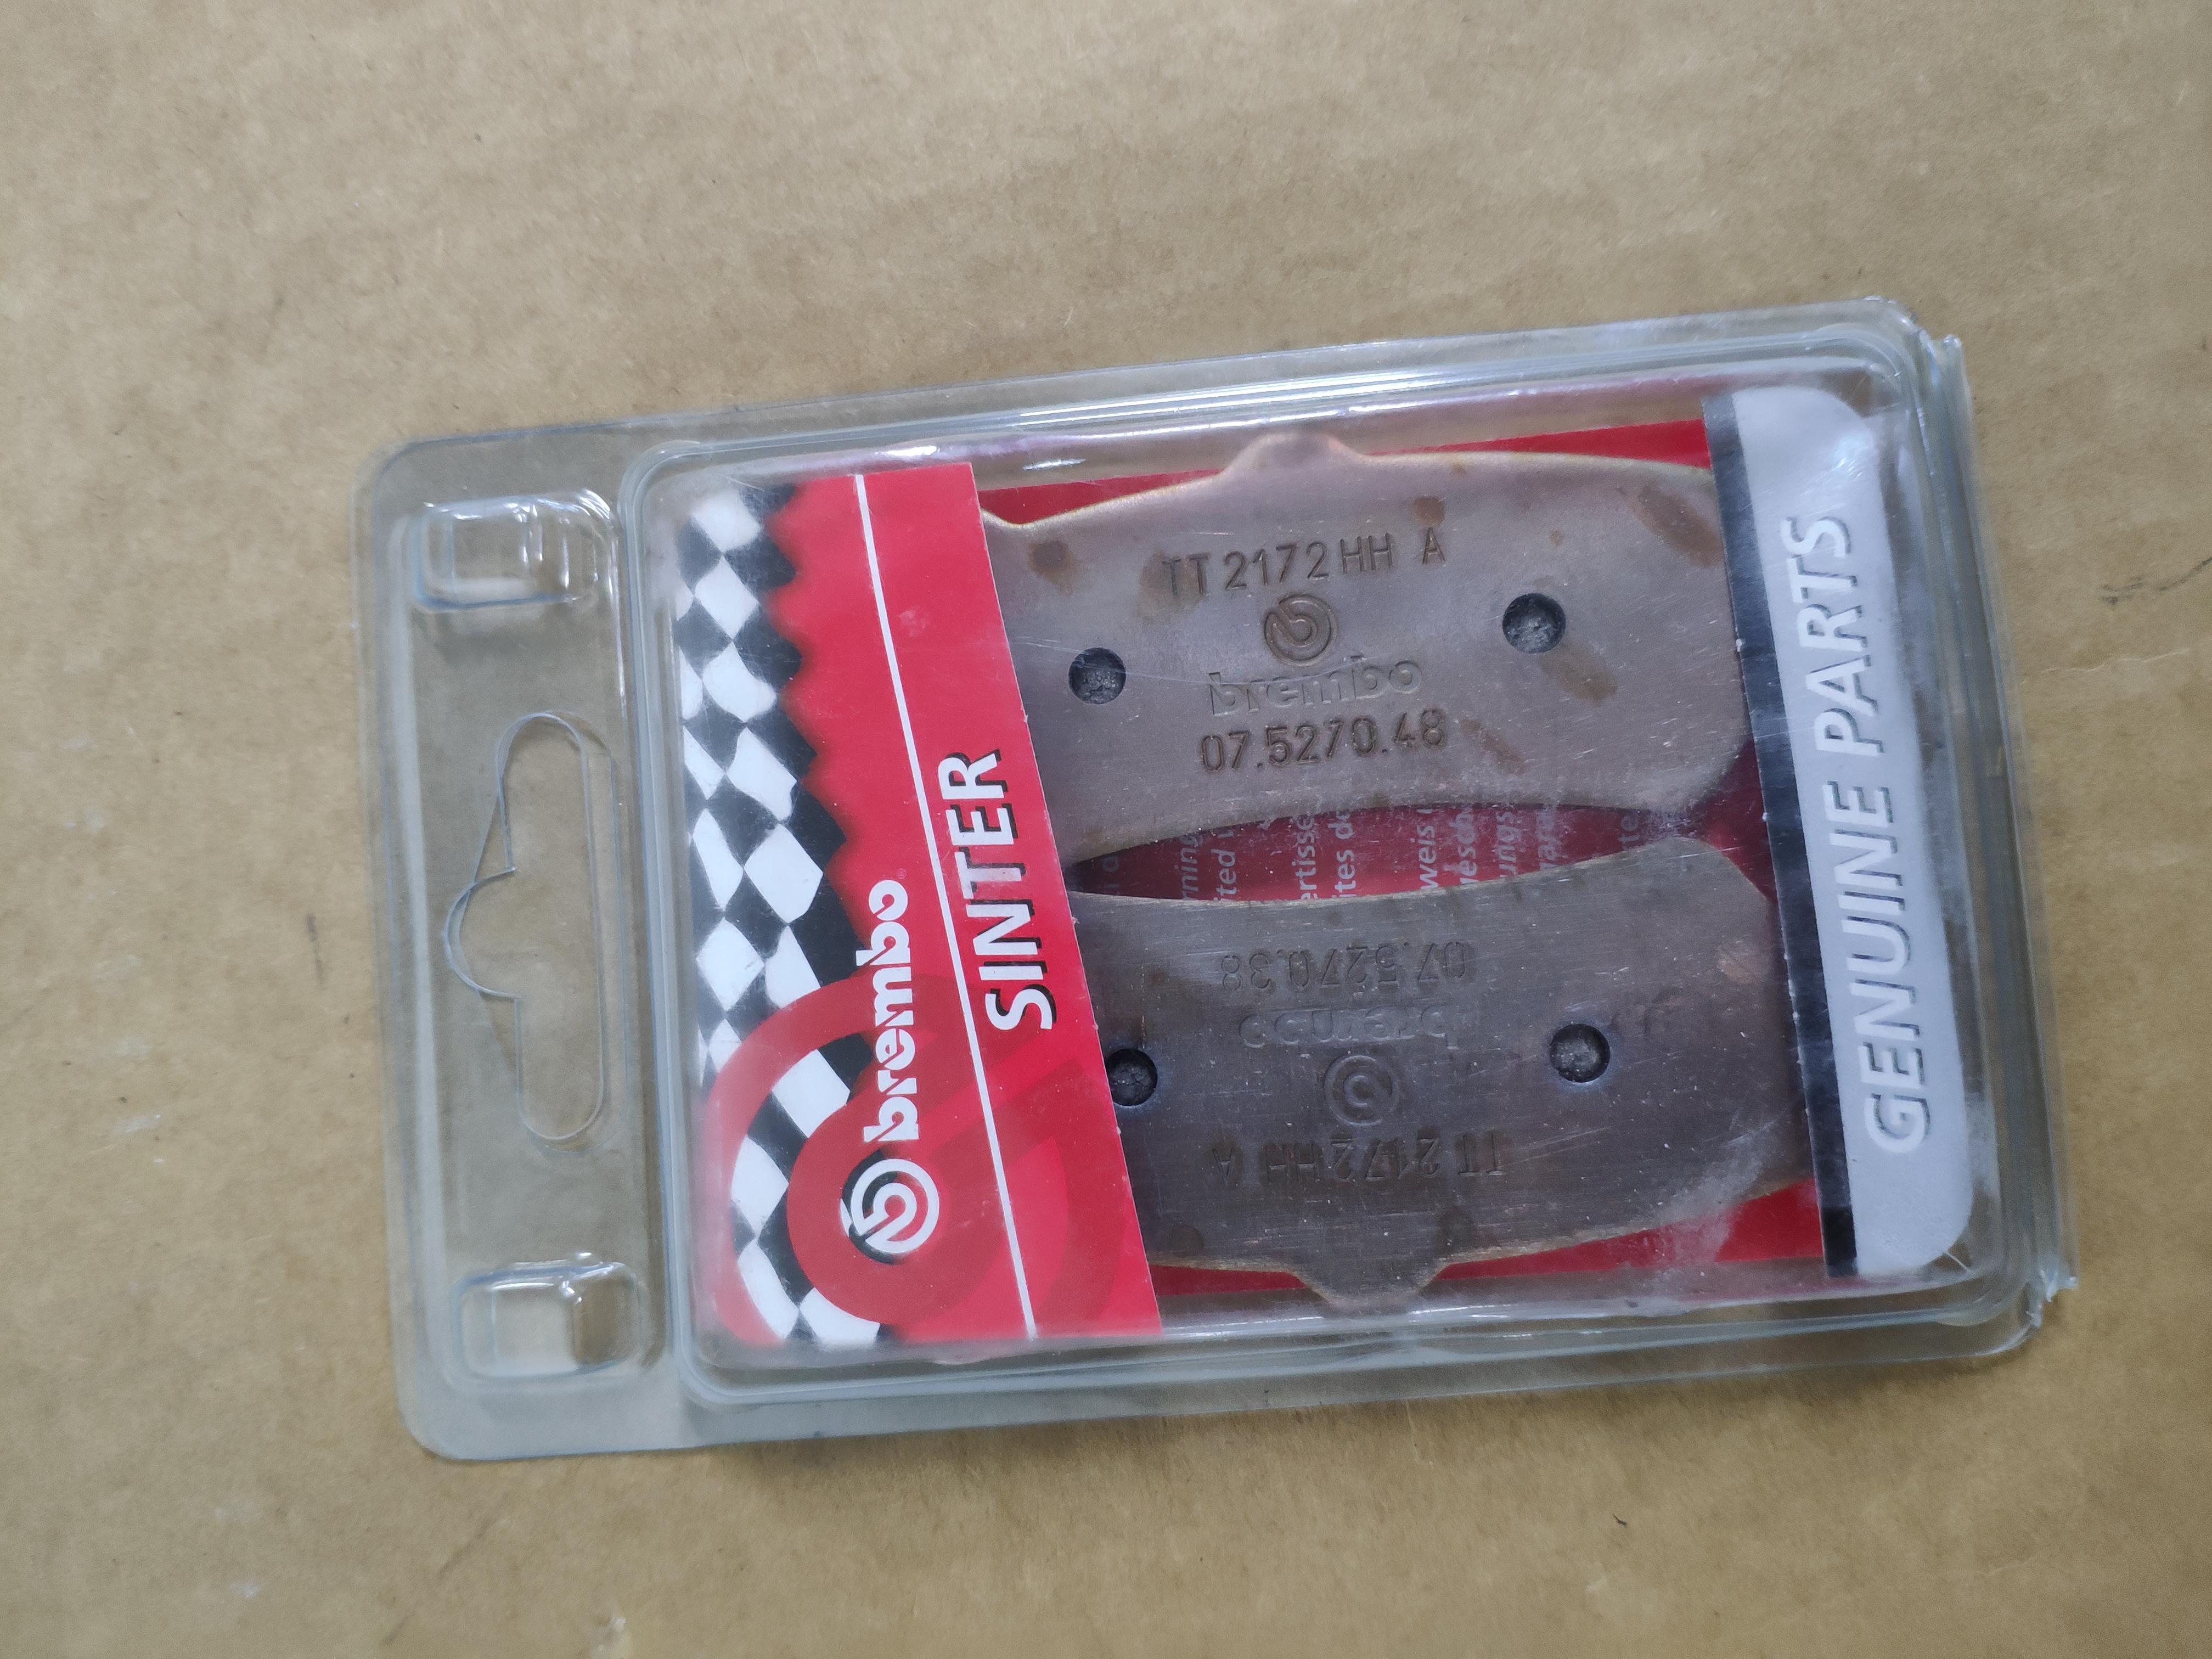 brembo
SINTER
TT 2172 HH A
brembo
07.5270.48
07.5270.38
brembo
TT 2172 HH A
GENUINE PARTS